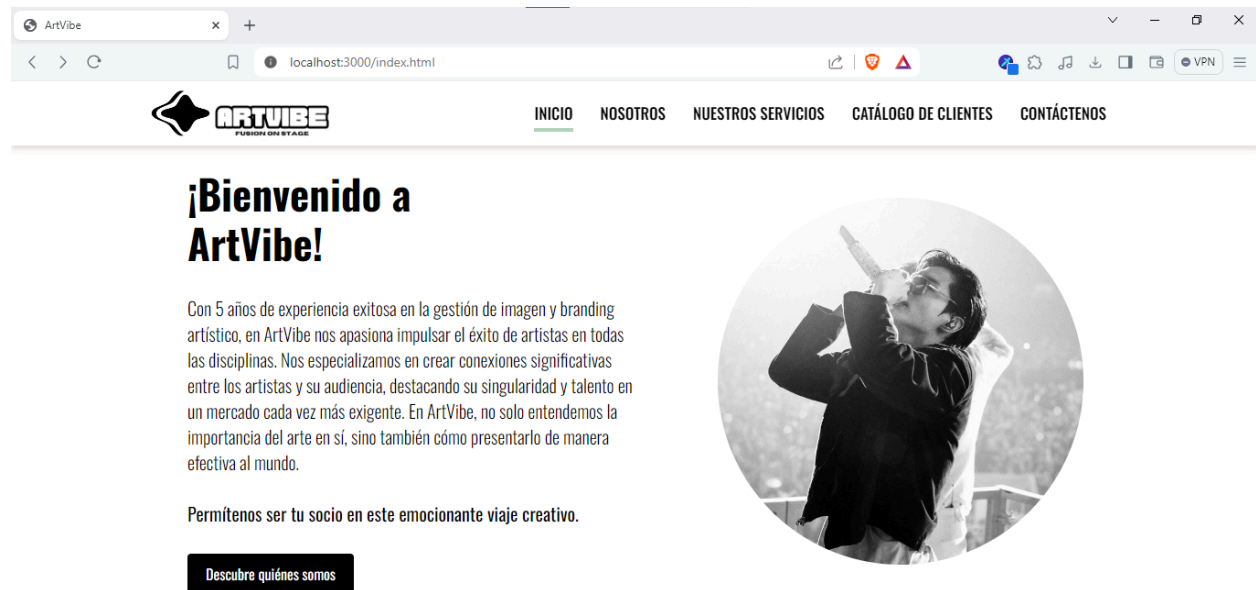 ArtVibe
localhost:3000/index.html
VPN
ARTVIBE
FUSION ON STAGE
INICIO NOSOTROS NUESTROS SERVICIOS CATÁLOGO DE CLIENTES CONTÁCTENOS
¡Bienvenido a
ArtVibe!
Con 5 años de experiencia exitosa en la gestión de imagen y branding
artístico, en ArtVibe nos apasiona impulsar el éxito de artistas en todas
las disciplinas. Nos especializamos en crear conexiones significativas
entre los artistas y su audiencia, destacando su singularidad y talento en
un mercado cada vez más exigente. En ArtVibe, no solo entendemos la
importancia del arte en sí, sino también cómo presentarlo de manera
efectiva al mundo.
Permítenos ser tu socio en este emocionante viaje creativo.
Descubre quiénes somos